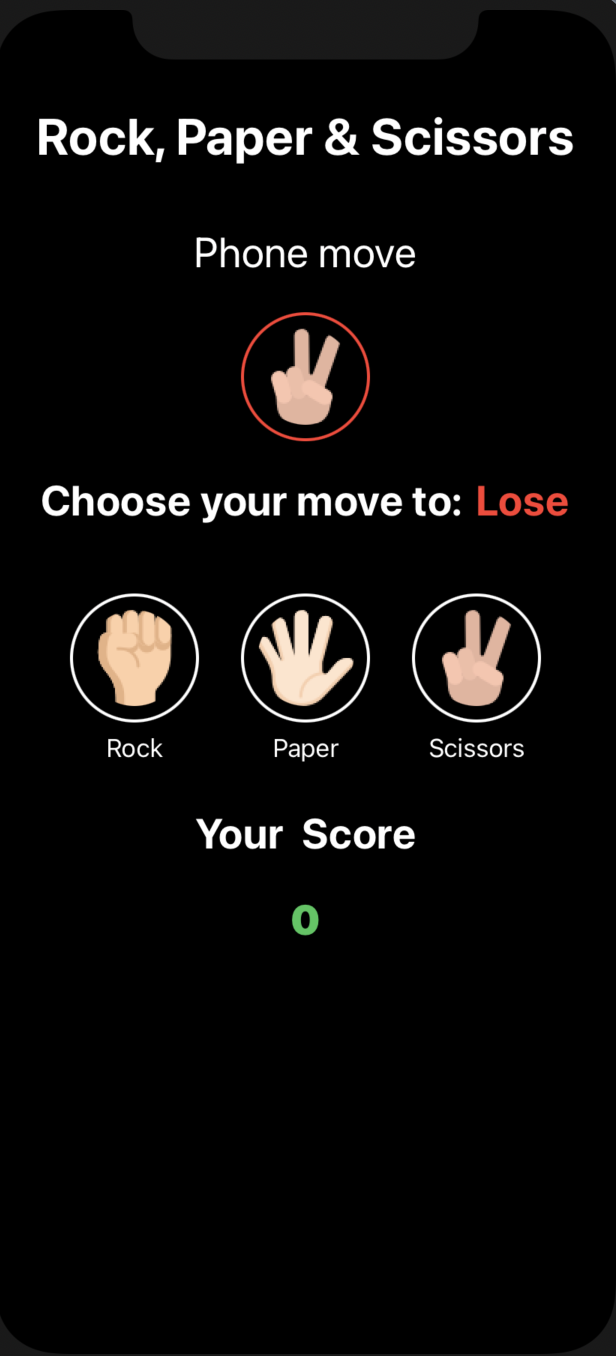 Rock, Paper & Scissors
Phone move
Choose your move to: Lose
Rock Paper Scissors
Your Score
0